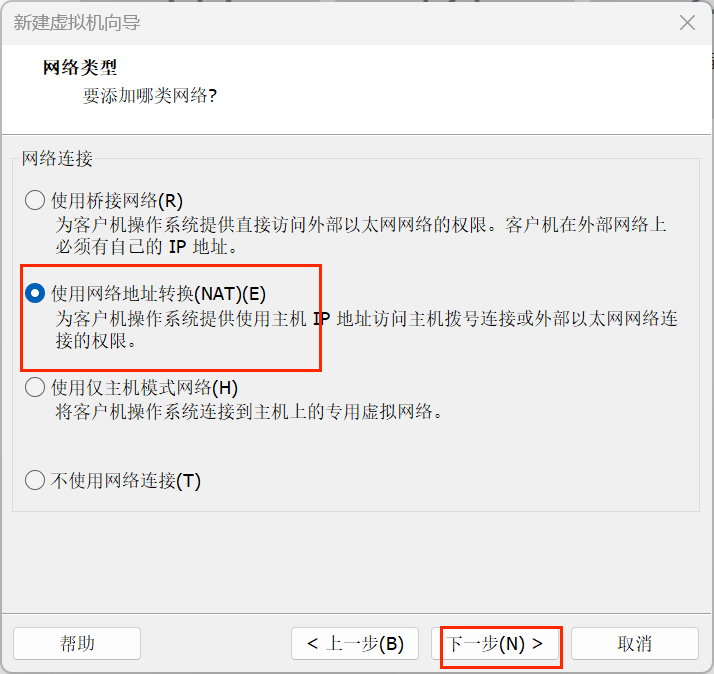 新建虚拟机向导
网络类型
要添加哪类网络?
网络连接
使用桥接网络(R)
为客户机操作系统提供直接访问外部以太网网络的权限。客户机在外部网络上
必须有自己的 IP 地址。
使用网络地址转换(NAT)(E)
为客户机操作系统提供使用主机 IP 地址访问主机拨号连接或外部以太网网络连
接的权限。
使用仅主机模式网络(H)
将客户机操作系统连接到主机上的专用虚拟网络。
不使用网络连接(T)
帮助
< 上一步(B)
下一步(N) >
取消